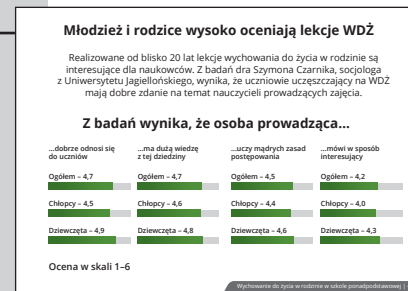 Młodzież i rodzice wysoko oceniają lekcje WDŻ
Realizowane od blisko 20 lat lekcje wychowania do życia w rodzinie są
interesujące dla naukowców. Z badań dra Szymona Czarnika, socjologa
z Uniwersytetu Jagiellońskiego, wynika, że uczniowie uczęszczający na WDŻ
mają dobre zdanie na temat nauczycieli prowadzących zajęcia.
Z badań wynika, że osoba prowadząca...
...dobrze odnosi się
do uczniów
Ogółem – 4,7
Chłopcy – 4,5
Dziewczęta – 4,9
...ma dużą wiedzę
z tej dziedziny
Ogółem – 4,7
Chłopcy – 4,6
Dziewczęta – 4,8
...uczy mądrych zasad
postępowania
Ogółem – 4,5
Chłopcy – 4,4
Dziewczęta – 4,6
...mówi w sposób
interesujący
Ogółem – 4,2
Chłopcy – 4,0
Dziewczęta – 4,3
Ocena w skali 1–6
Wychowanie do życia w rodzinie w szkole ponadpodstawowej |